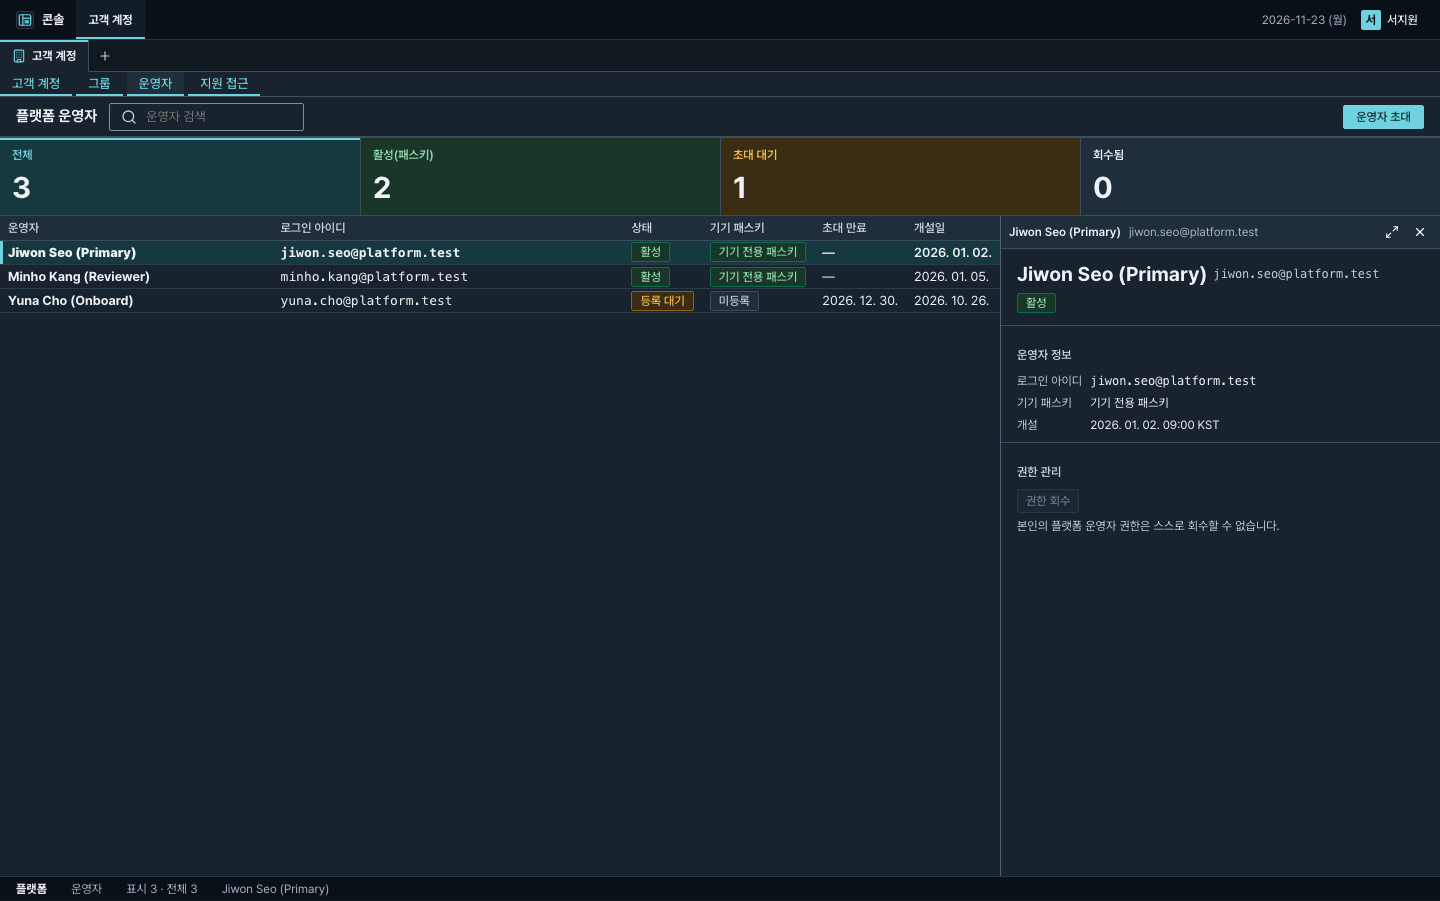 콘솔 고객 계정 2026-11-23 (월) 서 서지원
고객 계정 +
고객 계정 그룹 운영자 지원 접근
플랫폼 운영자 운영자 검색 운영자 초대
전체 활성(패스키) 초대 대기 회수됨
3 2 1 0
운영자 로그인 아이디 상태 기기 패스키 초대 만료 개설일
Jiwon Seo (Primary) jiwon.seo@platform.test 활성 기기 전용 패스키 — 2026. 01. 02.
Minho Kang (Reviewer) minho.kang@platform.test 활성 기기 전용 패스키 — 2026. 01. 05.
Yuna Cho (Onboard) yuna.cho@platform.test 등록 대기 미등록 2026. 12. 30. 2026. 10. 26.
Jiwon Seo (Primary) jiwon.seo@platform.test
Jiwon Seo (Primary) jiwon.seo@platform.test
활성
운영자 정보
로그인 아이디 jiwon.seo@platform.test
기기 패스키 기기 전용 패스키
개설 2026. 01. 02. 09:00 KST
권한 관리
권한 회수
본인의 플랫폼 운영자 권한은 스스로 회수할 수 없습니다.
플랫폼 운영자 표시 3 · 전체 3 Jiwon Seo (Primary)